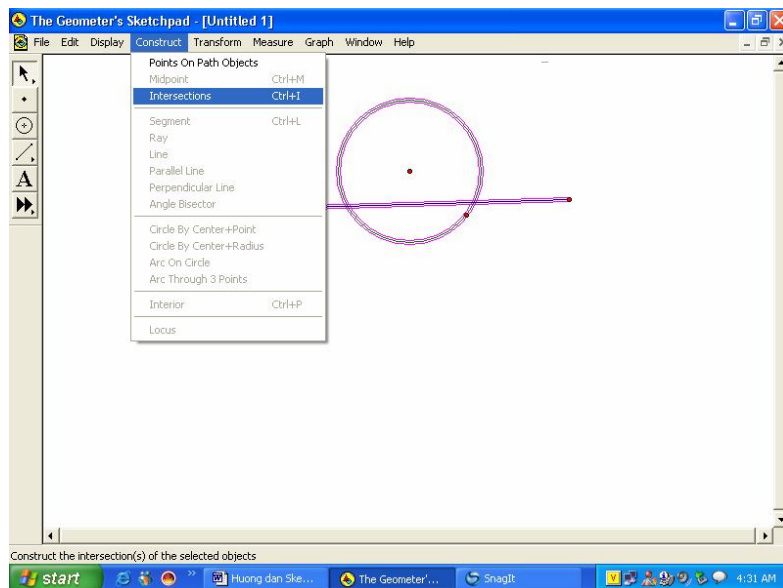 The Geometer's Sketchpad - [Untitled 1]
File Edit Display Construct Transform Measure Graph Window Help
Points On Path Objects
Midpoint Ctrl+M
Intersections Ctrl+I
Segment Ctrl+L
Ray
Line
Parallel Line
Perpendicular Line
Angle Bisector
Circle By Center+Point
Circle By Center+Radius
Arc On Circle
Arc Through 3 Points
Interior Ctrl+P
Locus
A
Construct the intersection(s) of the selected objects
start
Huong dan Ske...
The Geometer'...
SnagIt
V
4:31 AM